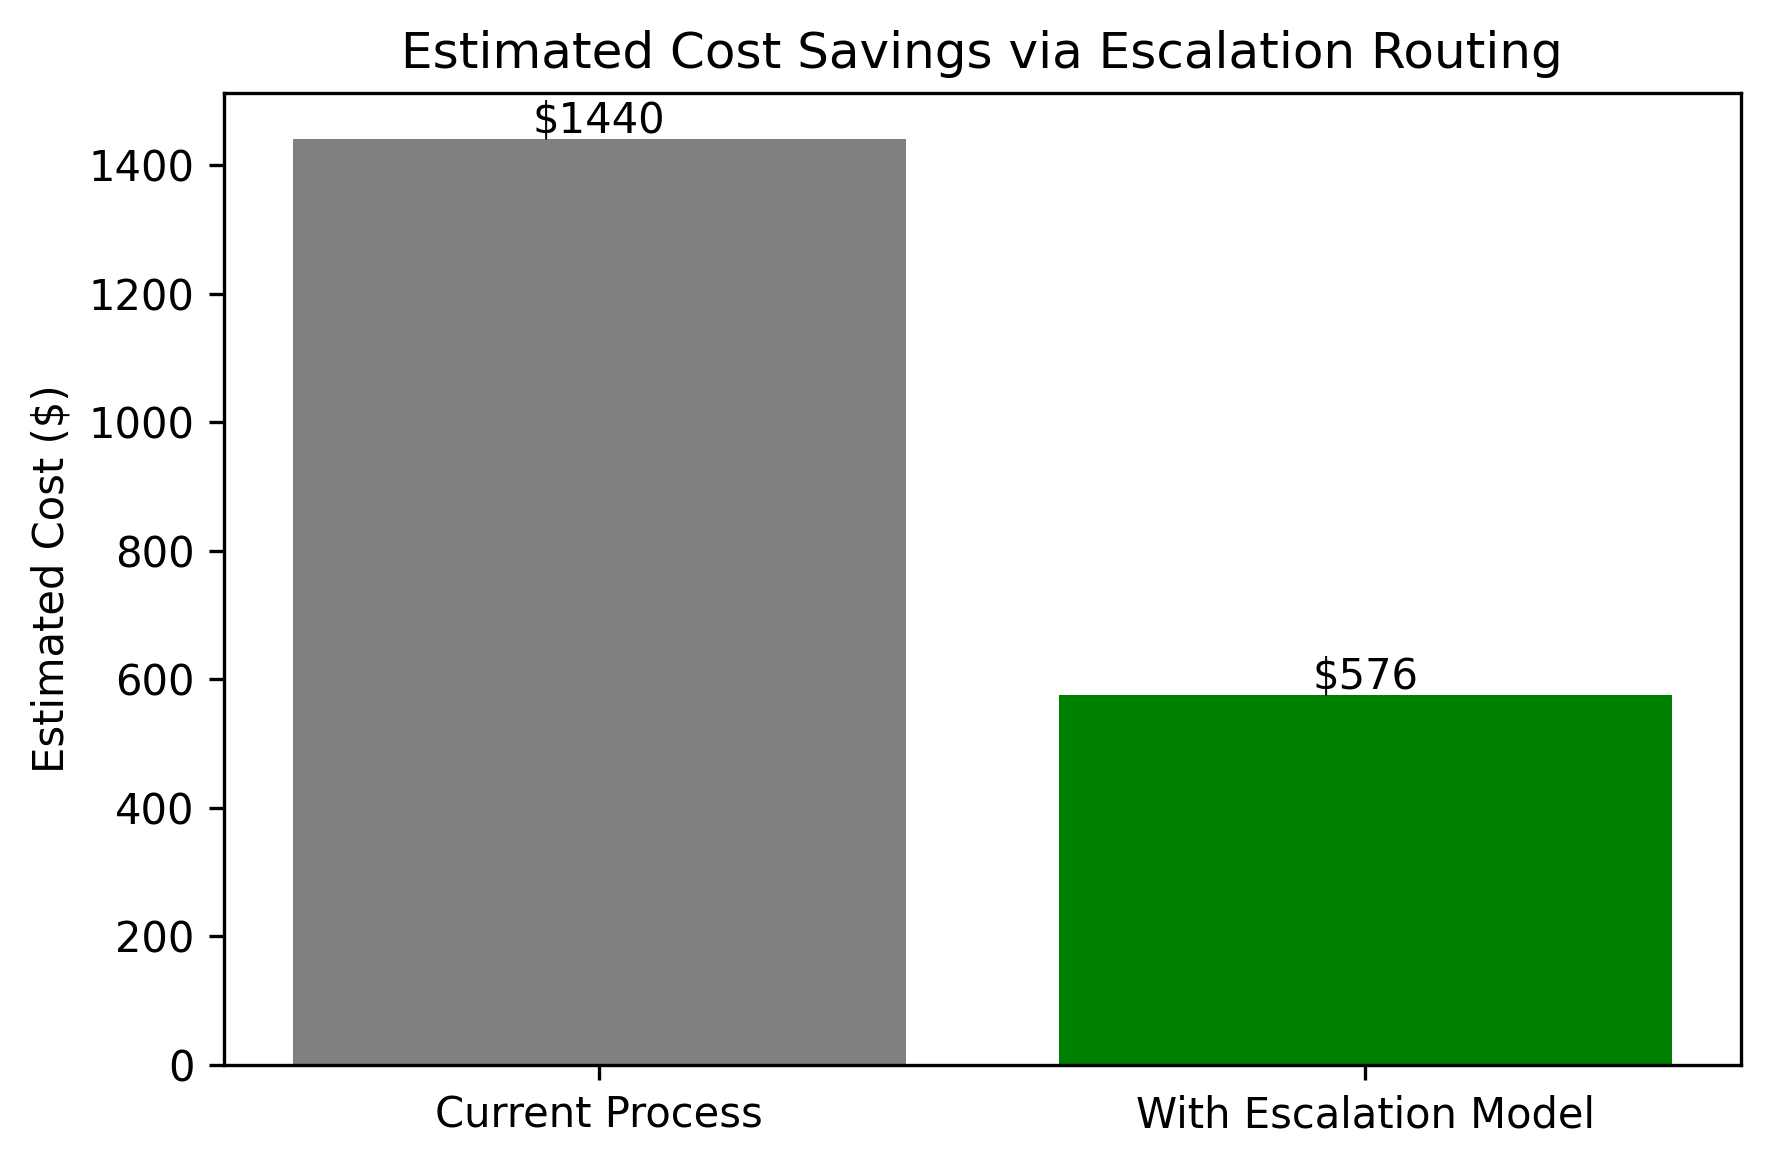 Estimated Cost Savings via Escalation Routing
$1440
1400
1200
1000
800
$576
600
400
200
0
Estimated Cost ($)
Current Process
With Escalation Model